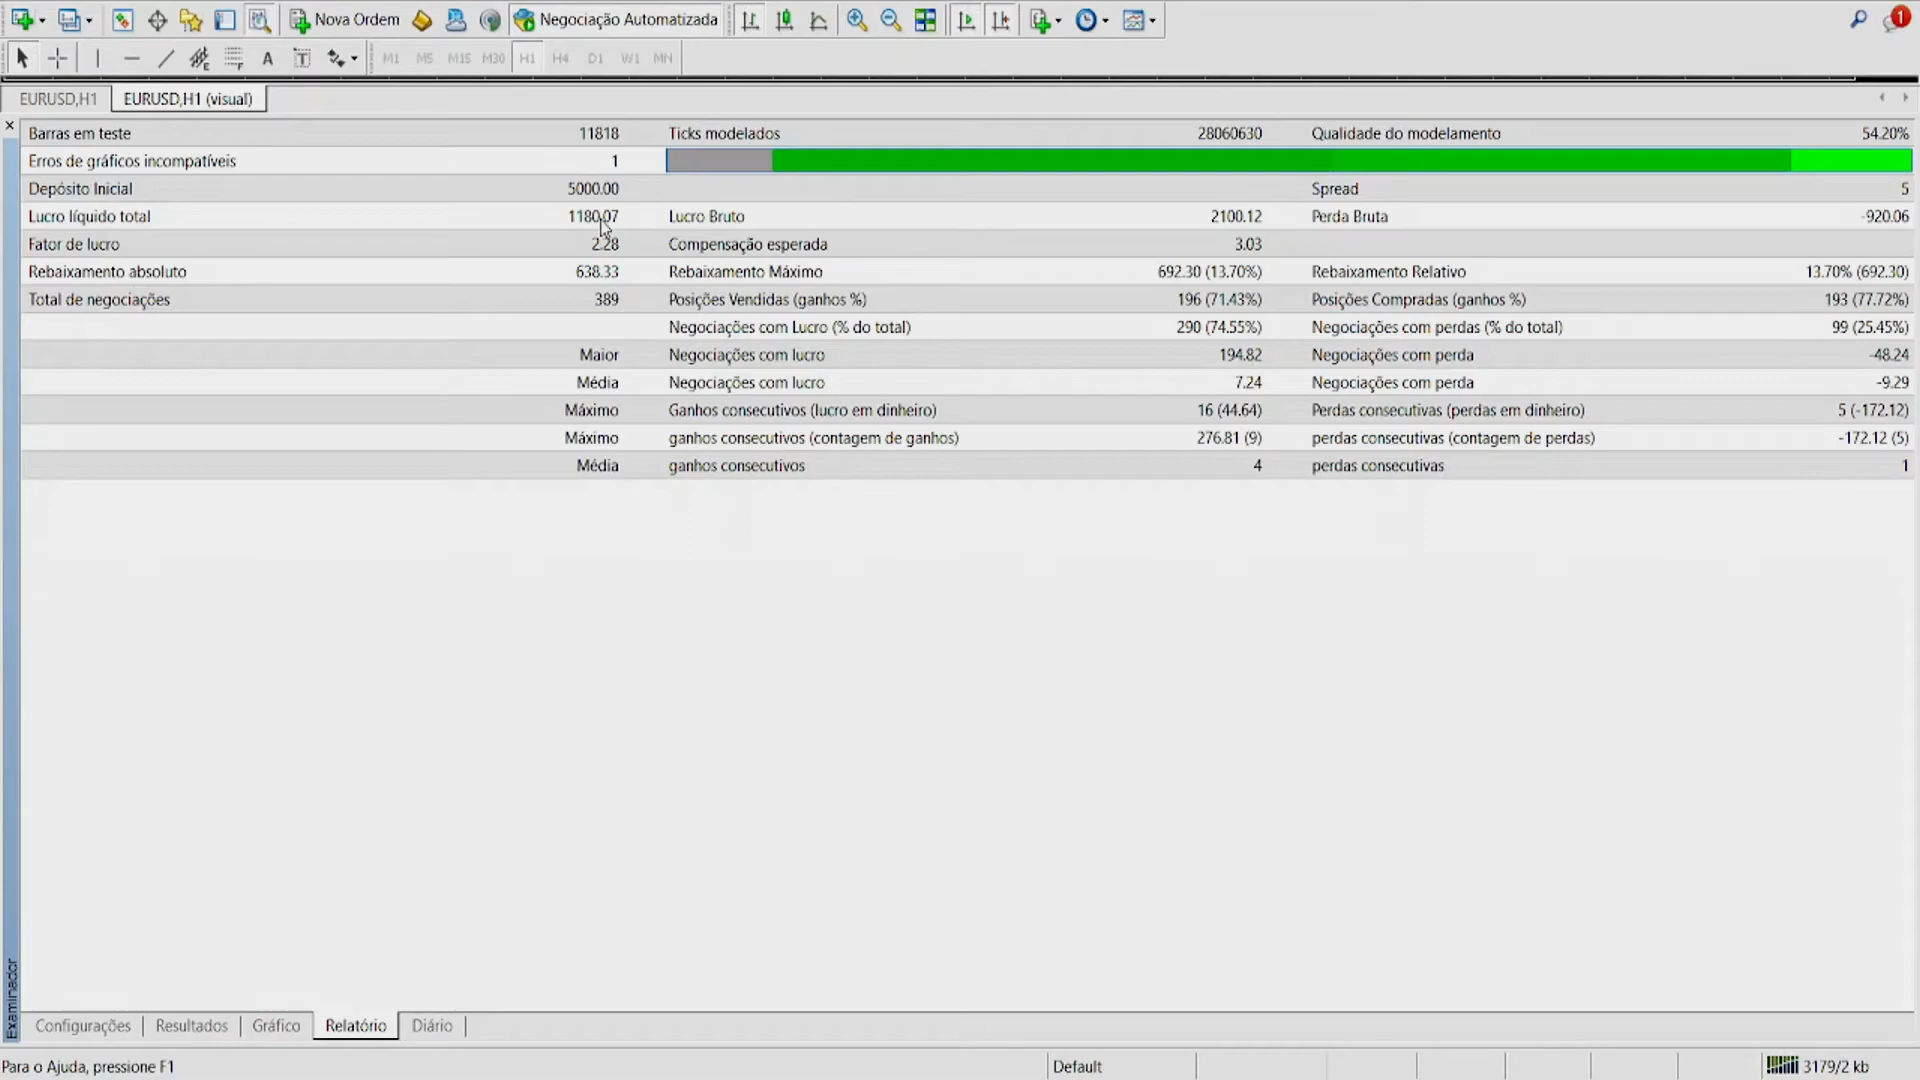 Nova Ordem Negociação Automatizada 1
A T M1 M5 M15 M30 H1 H4 D1 W1 MN
EURUSD,H1 EURUSD,H1 (visual)
Barras em teste 11818 Ticks modelados 28060630 Qualidade do modelamento 54.20%
Erros de gráficos incompatíveis 1
Depósito Inicial 5000.00 Spread 5
Lucro líquido total 1180.07 Lucro Bruto 2100.12 Perda Bruta -920.06
Fator de lucro 2.28 Compensação esperada 3.03
Rebaixamento absoluto 638.33 Rebaixamento Máximo 692.30 (13.70%) Rebaixamento Relativo 13.70% (692.30)
Total de negociações 389 Posições Vendidas (ganhos %) 196 (71.43%) Posições Compradas (ganhos %) 193 (77.72%)
Negociações com Lucro (% do total) 290 (74.55%) Negociações com perdas (% do total) 99 (25.45%)
Maior Negociações com lucro 194.82 Negociações com perda -48.24
Média Negociações com lucro 7.24 Negociações com perda -9.29
Máximo Ganhos consecutivos (lucro em dinheiro) 16 (44.64) Perdas consecutivas (perdas em dinheiro) 5 (-172.12)
Máximo ganhos consecutivos (contagem de ganhos) 276.81 (9) perdas consecutivas (contagem de perdas) -172.12 (5)
Média ganhos consecutivos 4 perdas consecutivas 1
Examinador
Configurações Resultados Gráfico Relatório Diário
Para o Ajuda, pressione F1 Default 3179/2 kb